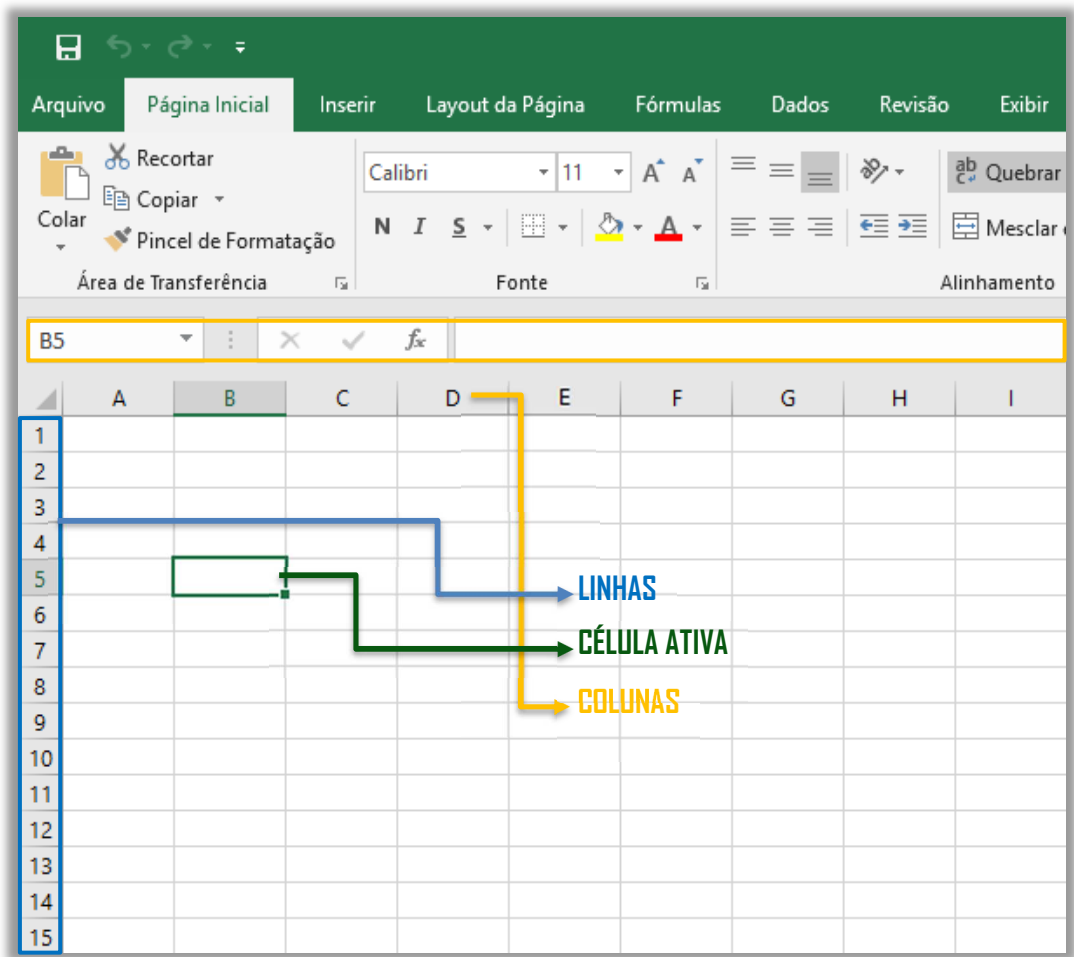 Arquivo Página Inicial Inserir Layout da Página Fórmulas Dados Revisão Exibir
Recortar
Copiar
Pincel de Formatação
Colar
Área de Transferência
Calibri 11 A A
N I S A
Fonte
ab c Quebrar
Mesclar
Alinhamento
B5 fx
A B C D E F G H I
1
2
3
4
5
LINHAS
6
7
CÉLULA ATIVA
8
COLUNAS
9
10
11
12
13
14
15